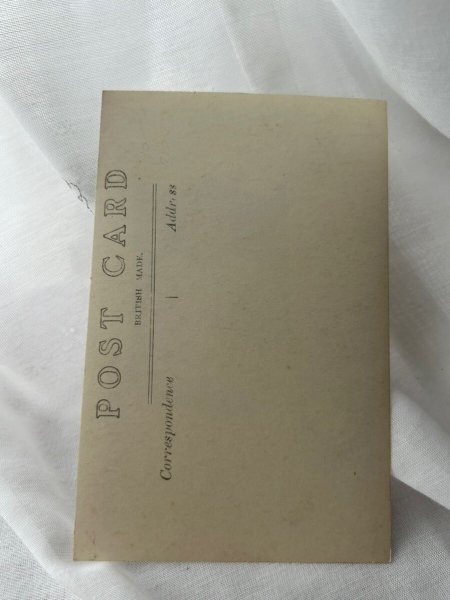 POST CARD
BRITISH MADE.
Correspondence
Address